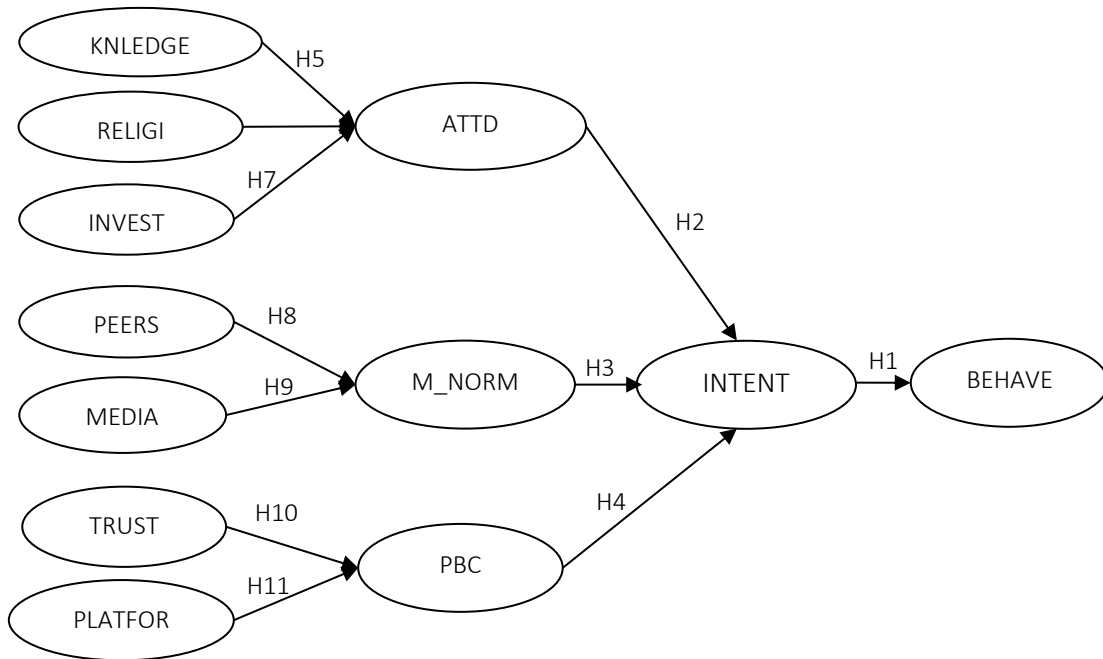 KNLEDGE
H5
RELIGI
ATTD
H7
INVEST
H2
PEERS
H8
MEDIA
H9
M_NORM
H3
INTENT
H1
BEHAVE
TRUST
H10
PBC
H4
PLATFOR
H11